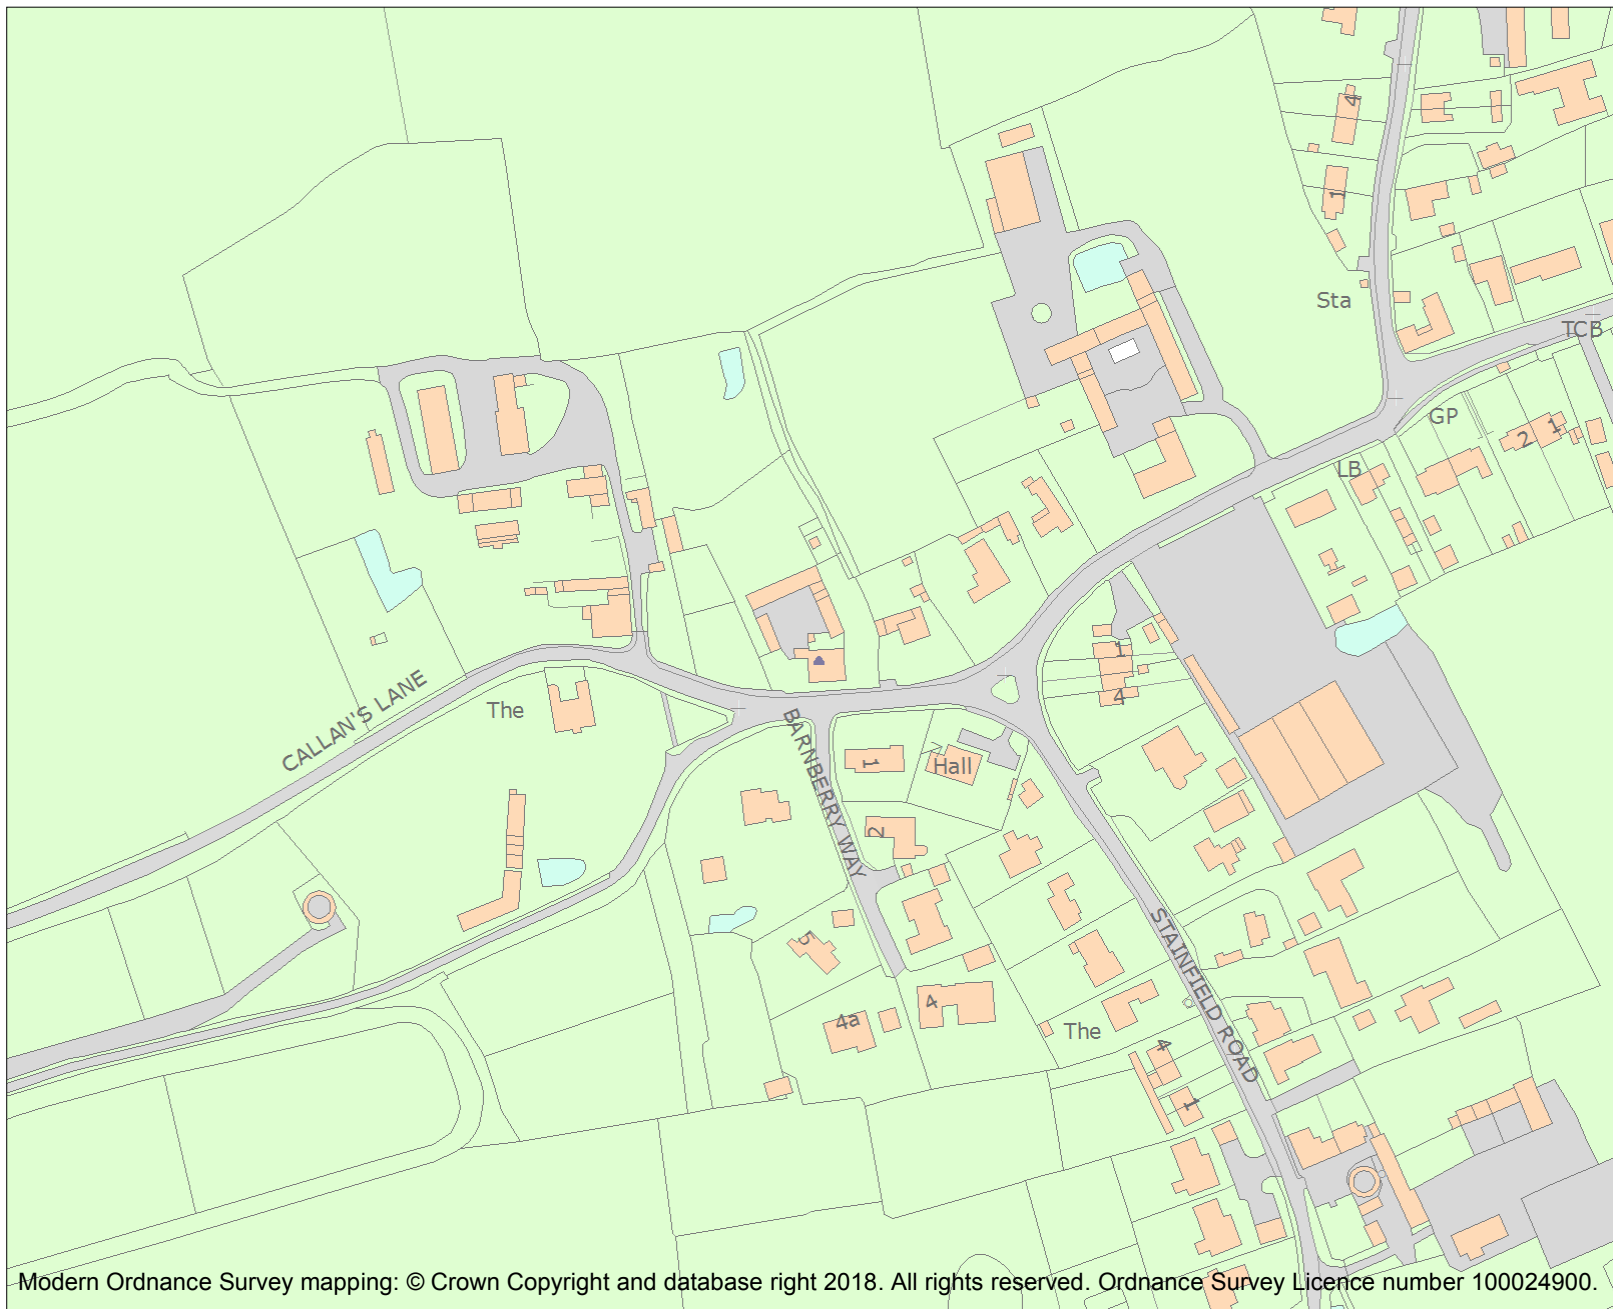 4
1
Sta
TCB
GP
2
1
LB
CALLAN'S LANE
The
1
4
BARNBERRY WAY
1
Hall
2
5
STAINFIELD ROAD
4
4a
The
4
1
Modern Ordnance Survey mapping: © Crown Copyright and database right 2018. All rights reserved. Ordnance Survey Licence number 100024900.